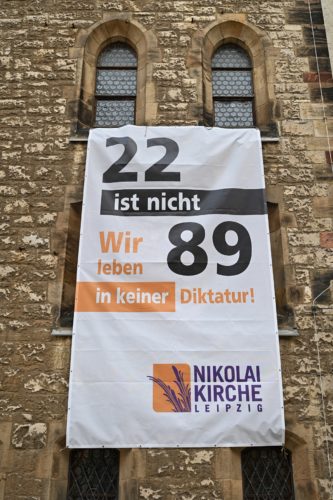 22
ist nicht
89
Wir
leben
in keiner Diktatur!
NIKOLAI
KIRCHE
LEIPZIG